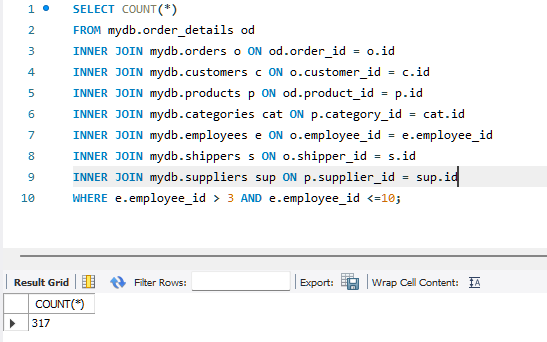 1 SELECT COUNT(*)
2 FROM mydb.order_details od
3 INNER JOIN mydb.orders o ON od.order_id = o.id
4 INNER JOIN mydb.customers c ON o.customer_id = c.id
5 INNER JOIN mydb.products p ON od.product_id = p.id
6 INNER JOIN mydb.categories cat ON p.category_id = cat.id
7 INNER JOIN mydb.employees e ON o.employee_id = e.employee_id
8 INNER JOIN mydb.shippers s ON o.shipper_id = s.id
9 INNER JOIN mydb.suppliers sup ON p.supplier_id = sup.id
10 WHERE e.employee_id > 3 AND e.employee_id <=10;
Result Grid Filter Rows: Export: Wrap Cell Content: IA
COUNT(*)
317